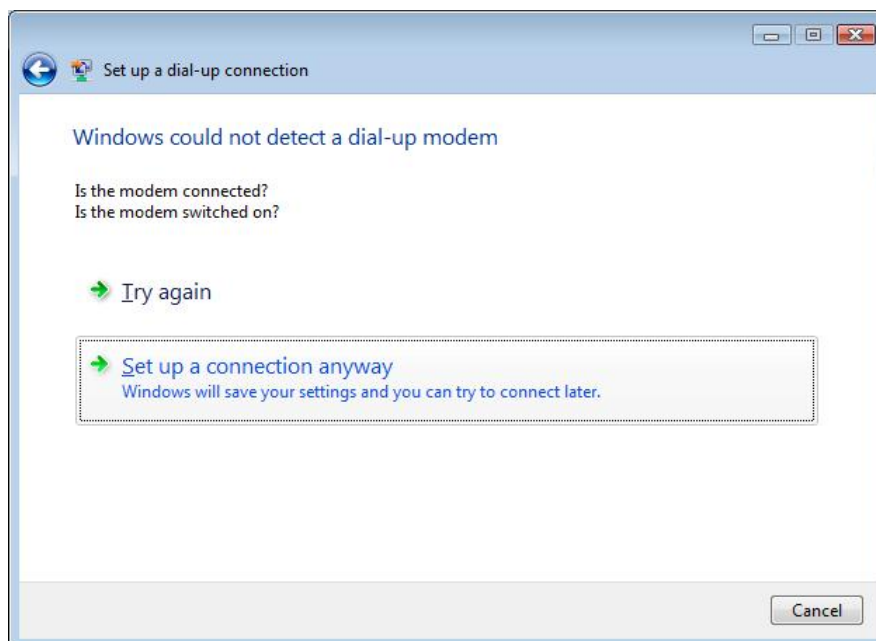 Set up a dial-up connection
Windows could not detect a dial-up modem
Is the modem connected?
Is the modem switched on?
Try again
Set up a connection anyway
Windows will save your settings and you can try to connect later.
Cancel